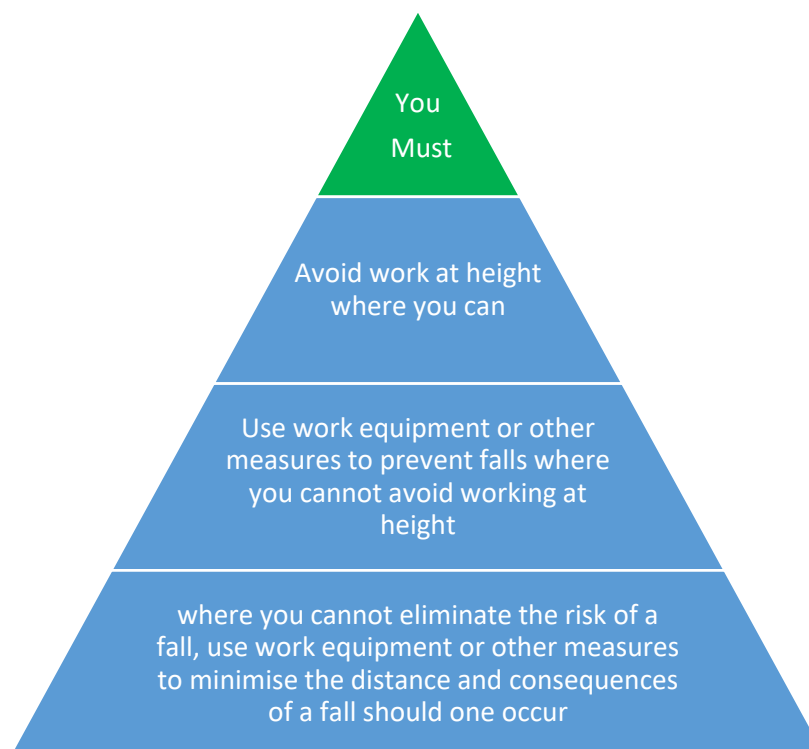 You
Must
Avoid work at height
where you can
Use work equipment or other
measures to prevent falls where
you cannot avoid working at
height
where you cannot eliminate the risk of a
fall, use work equipment or other measures
to minimise the distance and consequences
of a fall should one occur